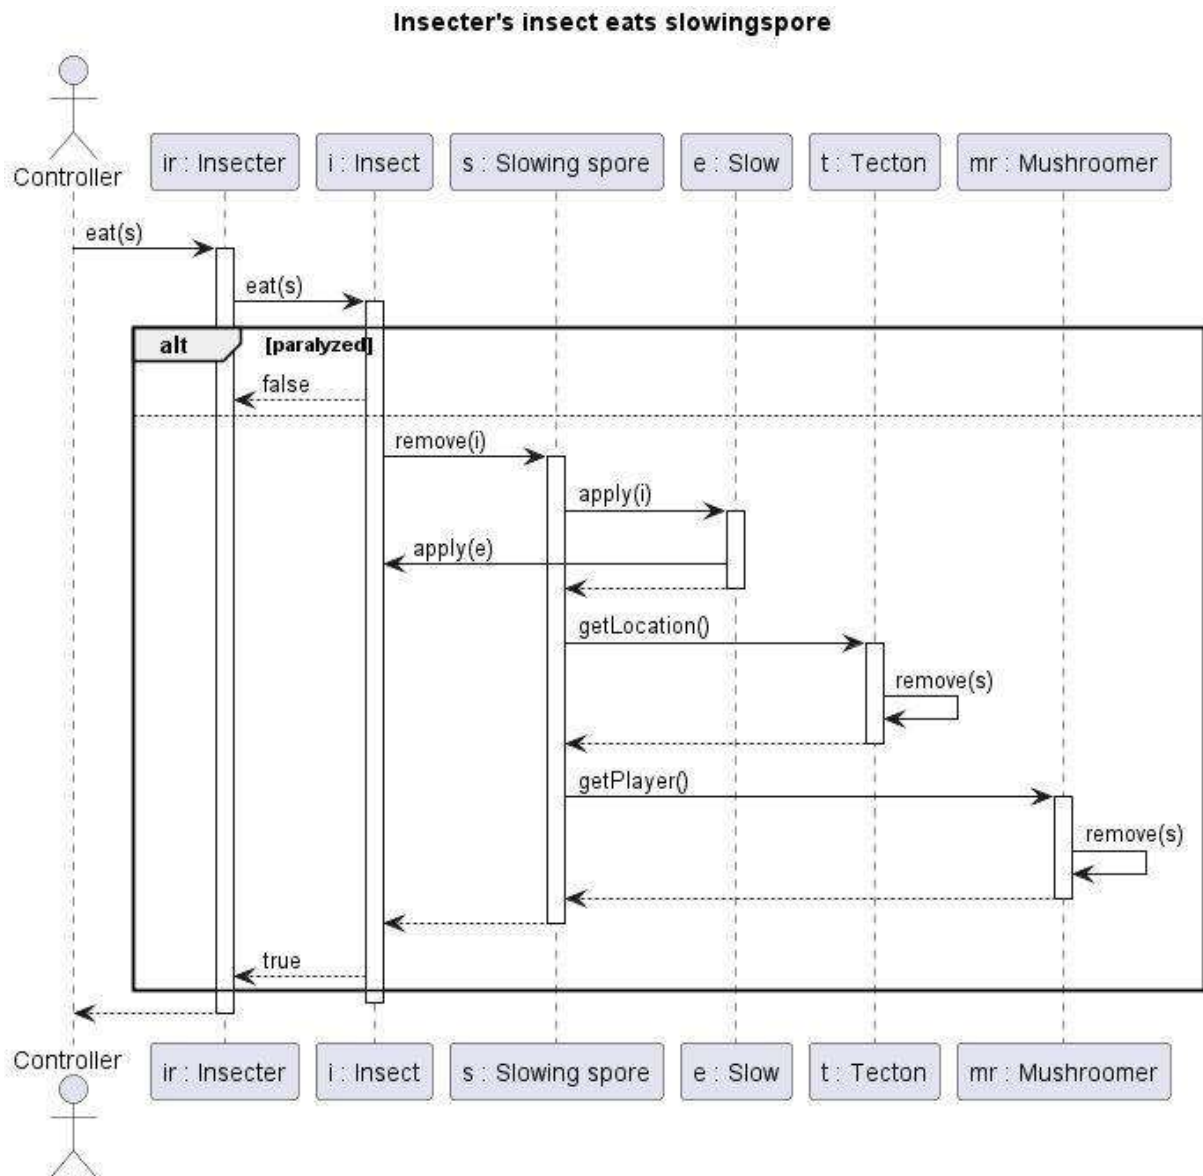 Insecter's insect eats slowingspore
Controller
ir : Insecter
i : Insect
s : Slowing spore
e : Slow
t : Tecton
mr : Mushroomer
eat(s)
eat(s)
alt
[paralyzed]
false
remove(i)
apply(i)
apply(e)
getLocation()
remove(s)
getPlayer()
remove(s)
true
Controller
ir : Insecter
i : Insect
s : Slowing spore
e : Slow
t : Tecton
mr : Mushroomer